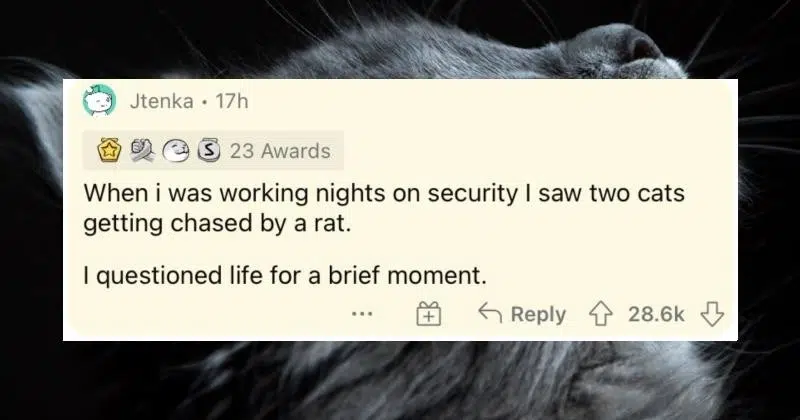 Jtenka • 17h
S 23 Awards
When i was working nights on security I saw two cats
getting chased by a rat.
I questioned life for a brief moment.
... Reply 28.6k